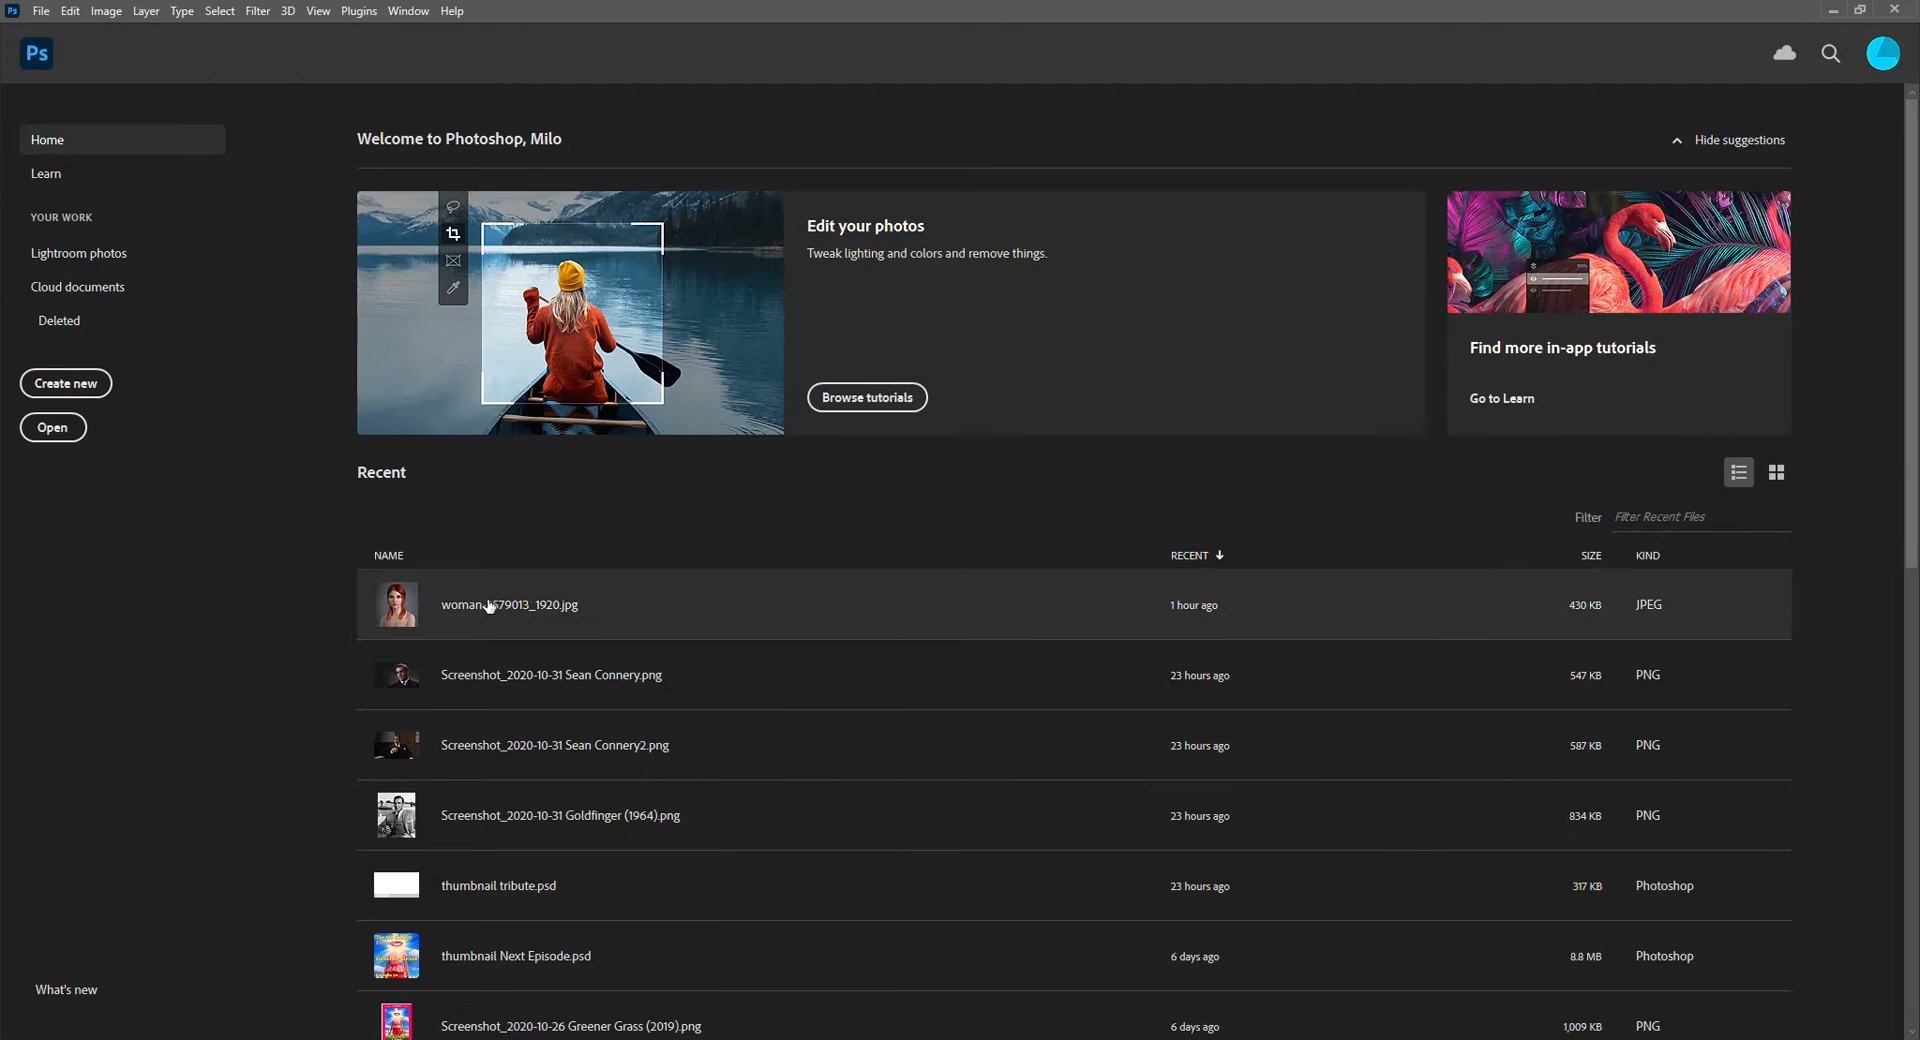 Ps File Edit Image Layer Type Select Filter 3D View Plugins Window Help
Ps
Home
Learn
YOUR WORK
Lightroom photos
Cloud documents
Deleted
Create new
Open
What's new
Welcome to Photoshop, Milo
Hide suggestions
Edit your photos
Tweak lighting and colors and remove things.
Browse tutorials
Find more in-app tutorials
Go to Learn
Recent
Filter Filter Recent Files
NAME RECENT SIZE KIND
1 hour ago 430 KB JPEG
Screenshot_2020-10-31 Sean Connery.png 23 hours ago 547 KB PNG
Screenshot_2020-10-31 Sean Connery2.png 23 hours ago 587 KB PNG
Screenshot_2020-10-31 Goldfinger (1964).png 23 hours ago 834 KB PNG
thumbnail tribute.psd 23 hours ago 317 KB Photoshop
thumbnail Next Episode.psd 6 days ago 8.8 MB Photoshop
Screenshot_2020-10-26 Greener Grass (2019).png 6 days ago 1,009 KB PNG